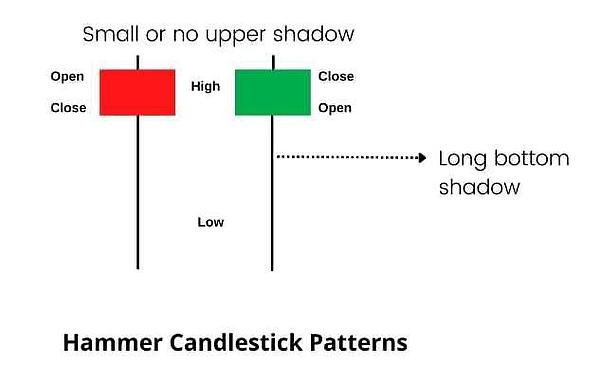 Small or no upper shadow
Open
Close
High
Close
Open
Long bottom
shadow
Low
Hammer Candlestick Patterns